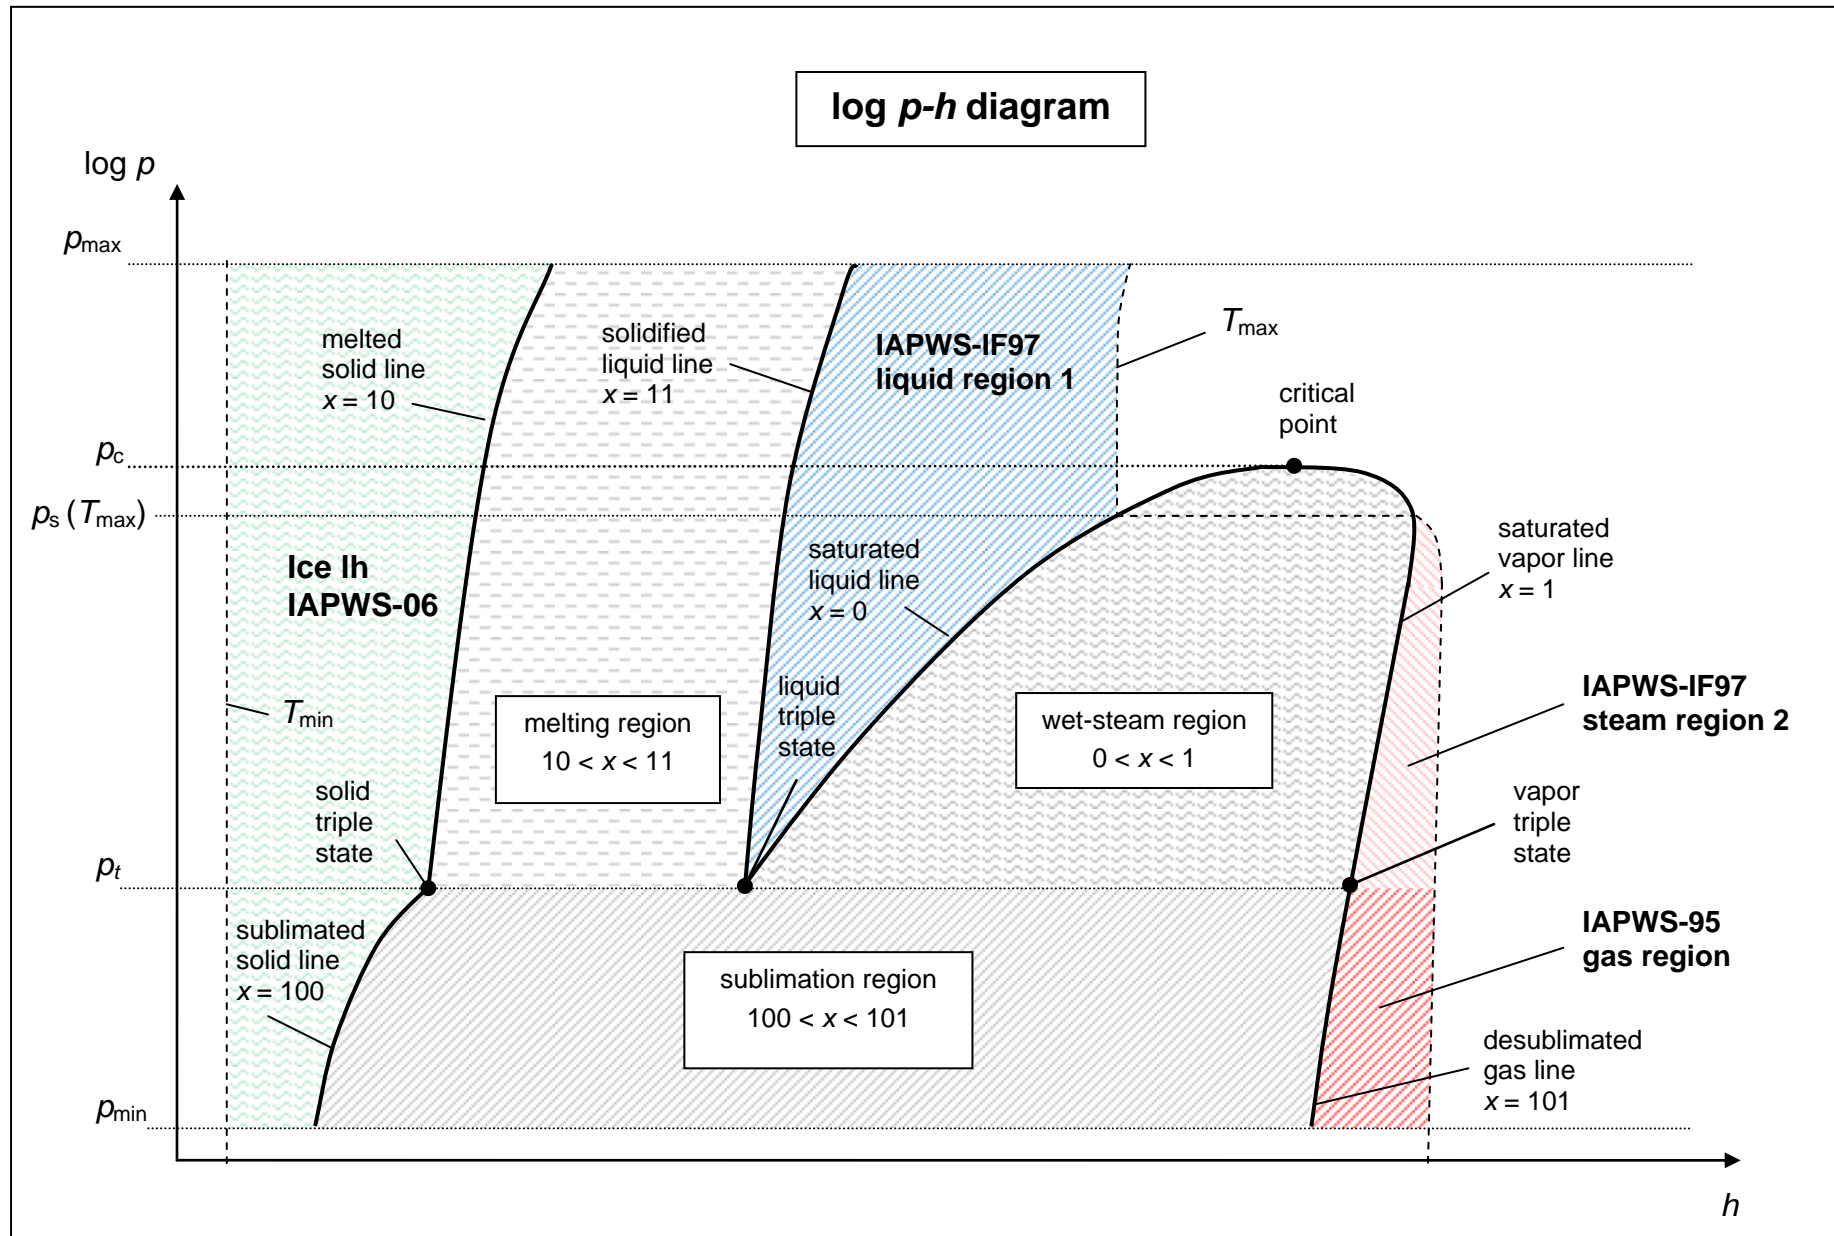 log p-h diagram
log p
pmax
melted
solid line
x = 10
solidified
liquid line
x = 11
IAPWS-IF97
liquid region 1
Tmax
critical
point
pc
ps (Tmax)
Ice Ih
IAPWS-06
saturated
liquid line
x = 0
saturated
vapor line
x = 1
Tmin
melting region
10 < x < 11
liquid
triple
state
wet-steam region
0 < x < 1
IAPWS-IF97
steam region 2
solid
triple
state
vapor
triple
state
pt
sublimated
solid line
x = 100
sublimation region
100 < x < 101
IAPWS-95
gas region
desublimated
gas line
x = 101
pmin
h